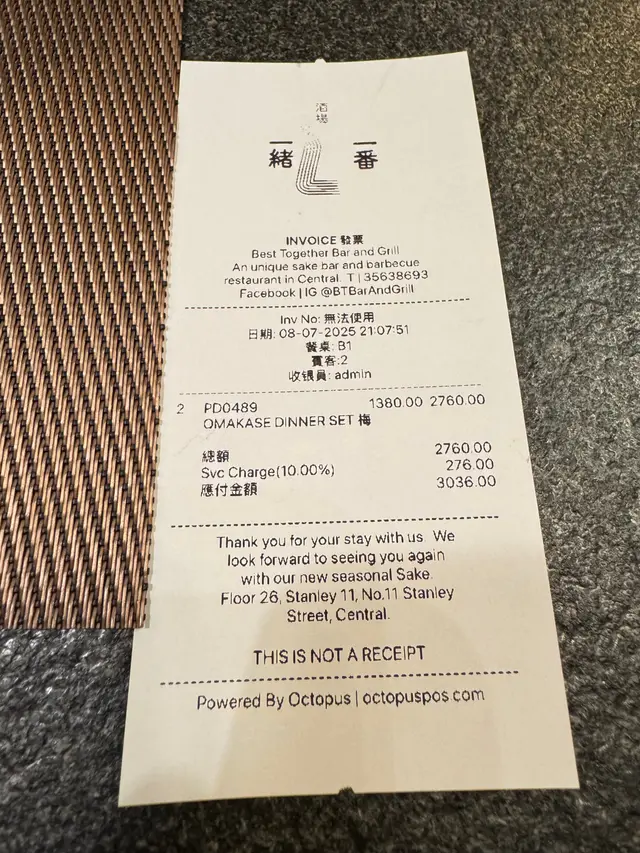 酒場
一緒 一番
INVOICE 發票
Best Together Bar and Grill
An unique sake bar and barbecue
restaurant in Central. T | 35638693
Facebook | IG @BTBarAndGrill
Inv No: 無法使用
日期: 08-07-2025 21:07:51
餐桌: B1
賓客:2
收银員: admin
2 PD0489 1380.00 2760.00
OMAKASE DINNER SET 梅
總額 2760.00
Svc Charge(10.00%) 276.00
應付金額 3036.00
Thank you for your stay with us. We
look forward to seeing you again
with our new seasonal Sake.
Floor 26, Stanley 11, No.11 Stanley
Street, Central.
THIS IS NOT A RECEIPT
Powered By Octopus | octopuspos.com